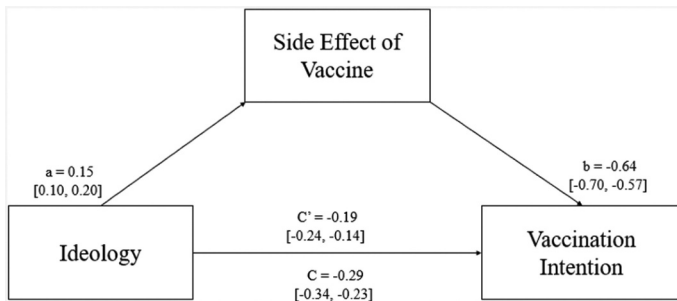 Side Effect of
Vaccine
a = 0.15
[0.10, 0.20]
b = -0.64
[-0.70, -0.57]
Ideology
C’ = -0.19
[-0.24, -0.14]
C = -0.29
[-0.34, -0.23]
Vaccination
Intention